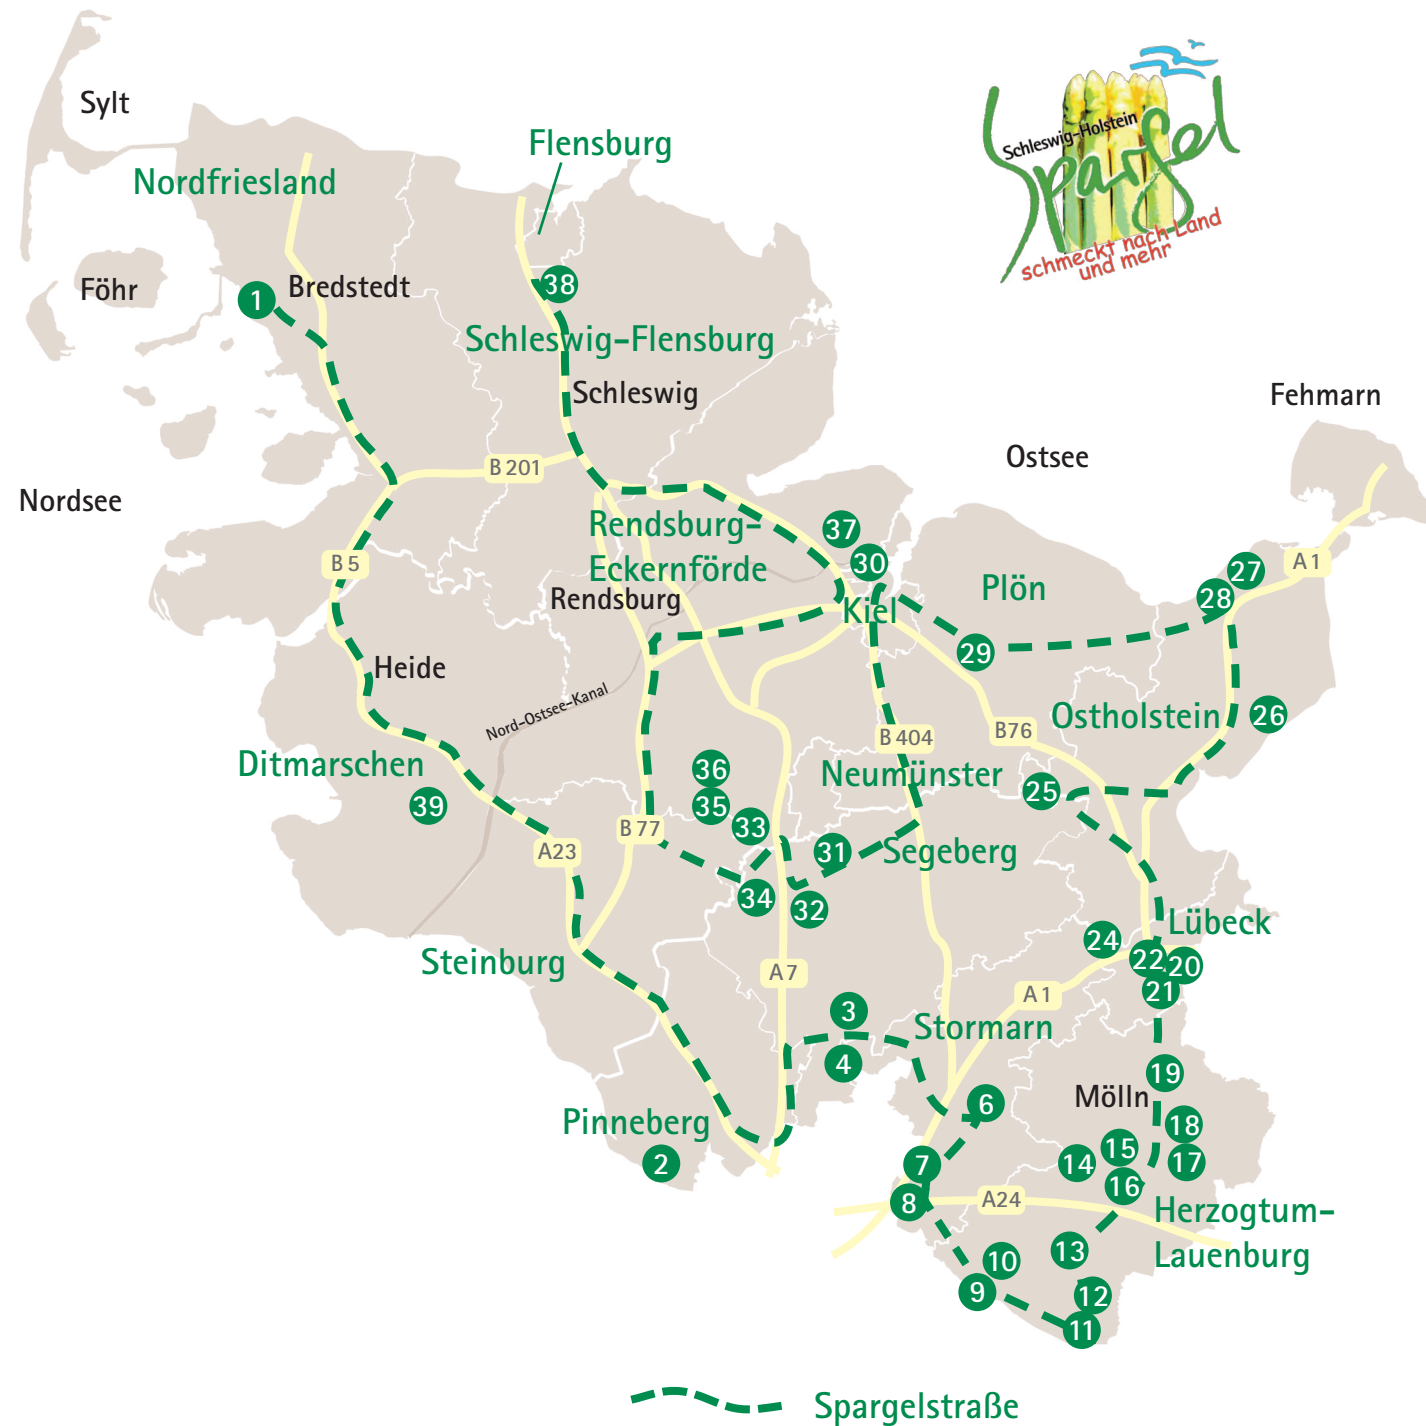 Sylt
Schleswig-Holstein
Spargel
schmeckt nach Land
und mehr
Flensburg
Nordfriesland
Föhr
1
Bredstedt
38
Schleswig-Flensburg
Schleswig
Fehmarn
Ostsee
B 201
Nordsee
Rendsburg-
Eckernförde
37
30
B 5
A 1
27
28
Rendsburg
Kiel
Plön
29
Heide
Nord-Ostsee-Kanal
Ostholstein
26
B 404
B76
Ditmarschen
36
Neumünster
25
39
35
33
B 77
A23
31
Segeberg
34
32
Lübeck
24
22
20
21
Steinburg
A 7
A 1
3
Stormarn
4
19
Mölln
6
Pinneberg
18
2
7
14
15
17
16
8
A24
Herzogtum-
Lauenburg
13
10
9
12
11
Spargelstraße